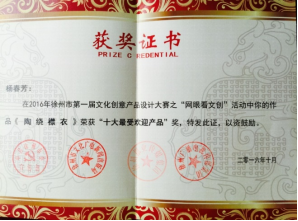 获奖证书
PRIZE CREDENTIAL
杨春芳：
在2016年徐州市第一届文化创意产品设计大赛之“网眼看文创”活动中你的作
品《陶绕襟衣》荣获“十大最受欢迎产品”奖，特发此证，以资鼓励。
二零一六年十月